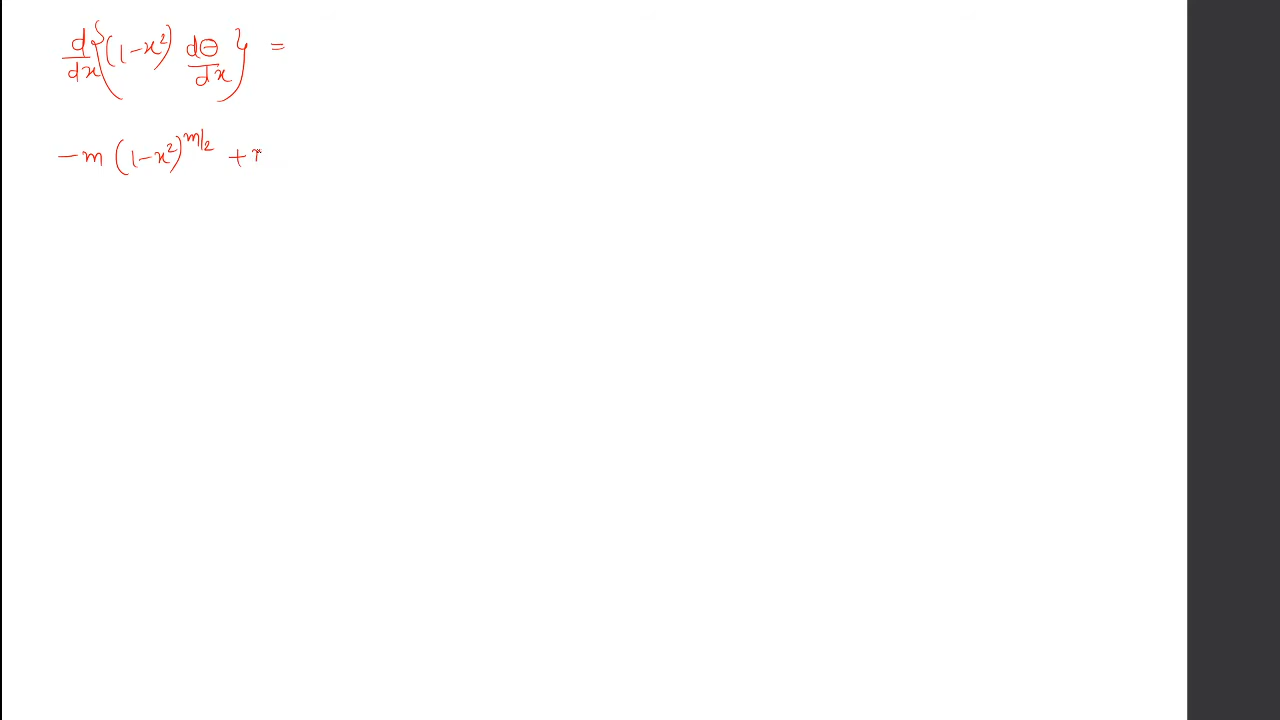 d/dx {(1-x²) dΘ/dx} =
-m (1-x²)^{m/2} +